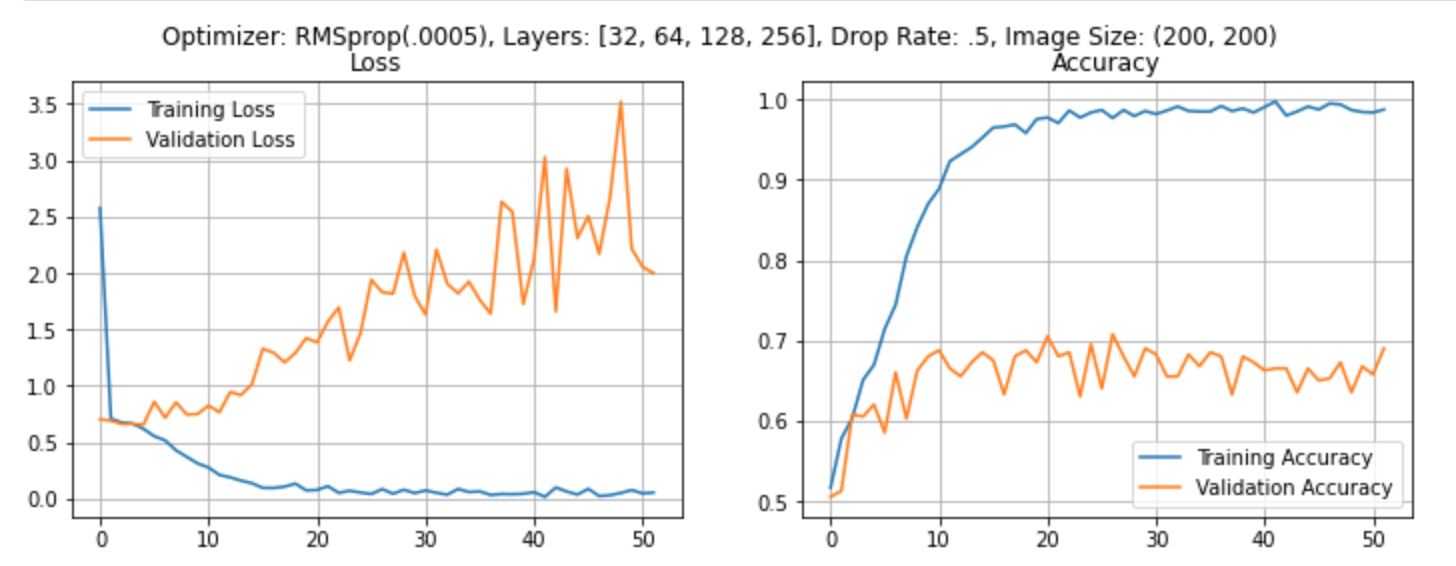 Optimizer: RMSprop(.0005), Layers: [32, 64, 128, 256], Drop Rate: .5, Image Size: (200, 200)
Loss
Training Loss
Validation Loss
3.5
3.0
2.5
2.0
1.5
1.0
0.5
0.0
0 10 20 30 40 50
Accuracy
1.0
0.9
0.8
0.7
0.6
0.5
Training Accuracy
Validation Accuracy
0 10 20 30 40 50